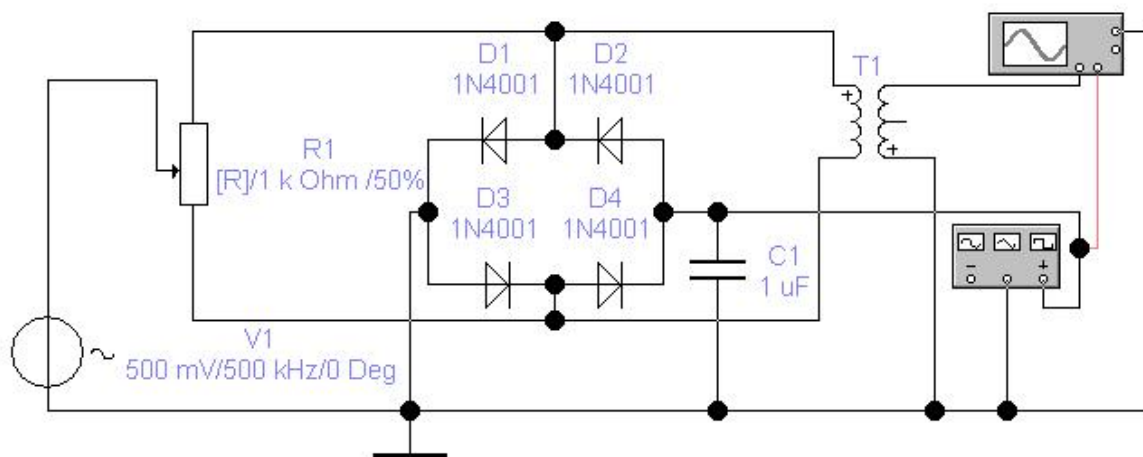 D1
1N4001
D2
1N4001
T1
+
R1
[R]/1 k Ohm /50%
+
D3
1N4001
D4
1N4001
C1
1 uF
- +
V1
500 mV/500 kHz/0 Deg